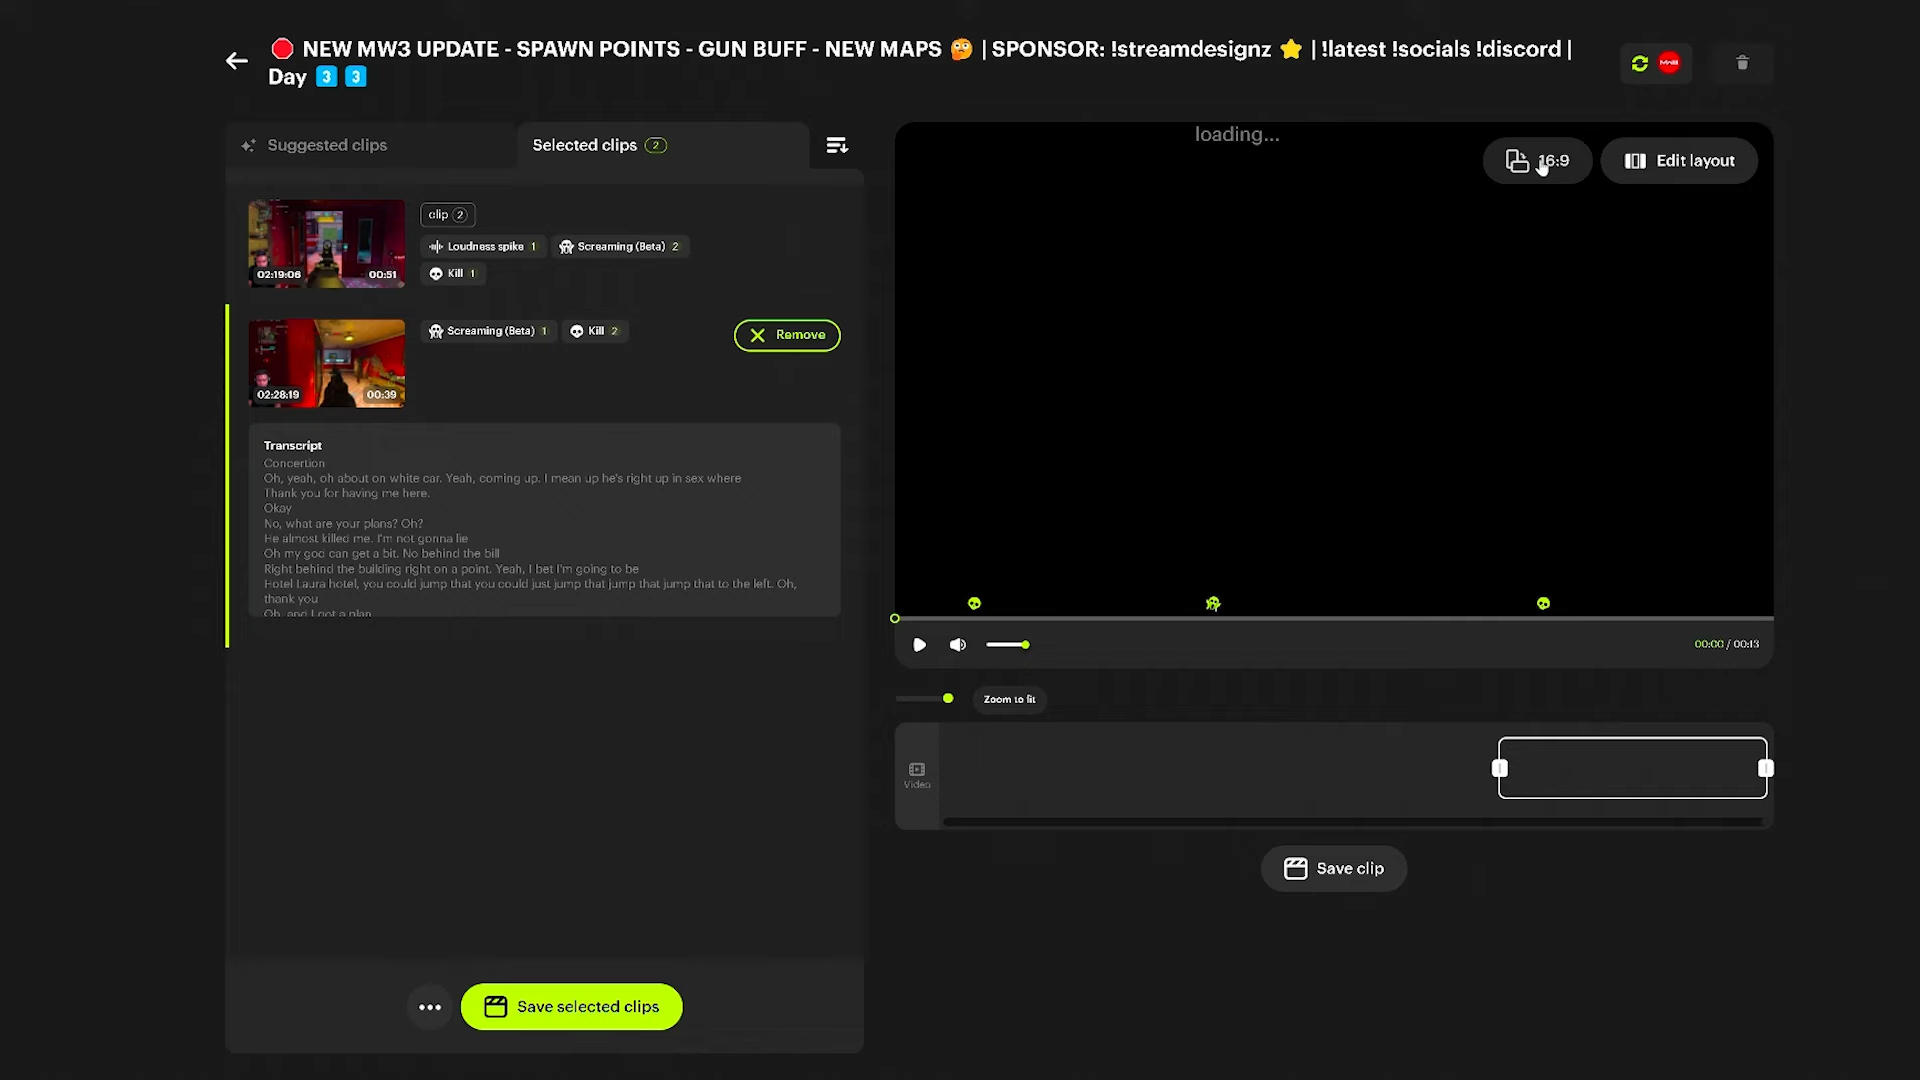 NEW MW3 UPDATE - SPAWN POINTS - GUN BUFF - NEW MAPS 🫨 | SPONSOR: !streamdesignz ⭐ | !latest !socials !discord |
Day 3 3
Suggested clips
Selected clips 2
loading...
16:9
Edit layout
clip 2
Loudness spike 1
Screaming (Beta) 2
Kill 1
02:19:06
00:51
Screaming (Beta) 1
Kill 2
Remove
02:28:19
00:39
Transcript
Concertion
Oh, yeah, oh about on white car. Yeah, coming up. I mean up he's right up in sex where
Thank you for having me here.
Okay
No, what are your plans? Oh?
He almost killed me. I'm not gonna lie
Oh my god can get a bit. No behind the bill
Right behind the building right on a point. Yeah, I bet I'm going to be
Hotel Laura hotel, you could jump that you could just jump that jump that jump that to the left. Oh,
thank you
Oh, and I got a plan
00:00 / 00:13
Zoom to fit
Video
Save clip
Save selected clips